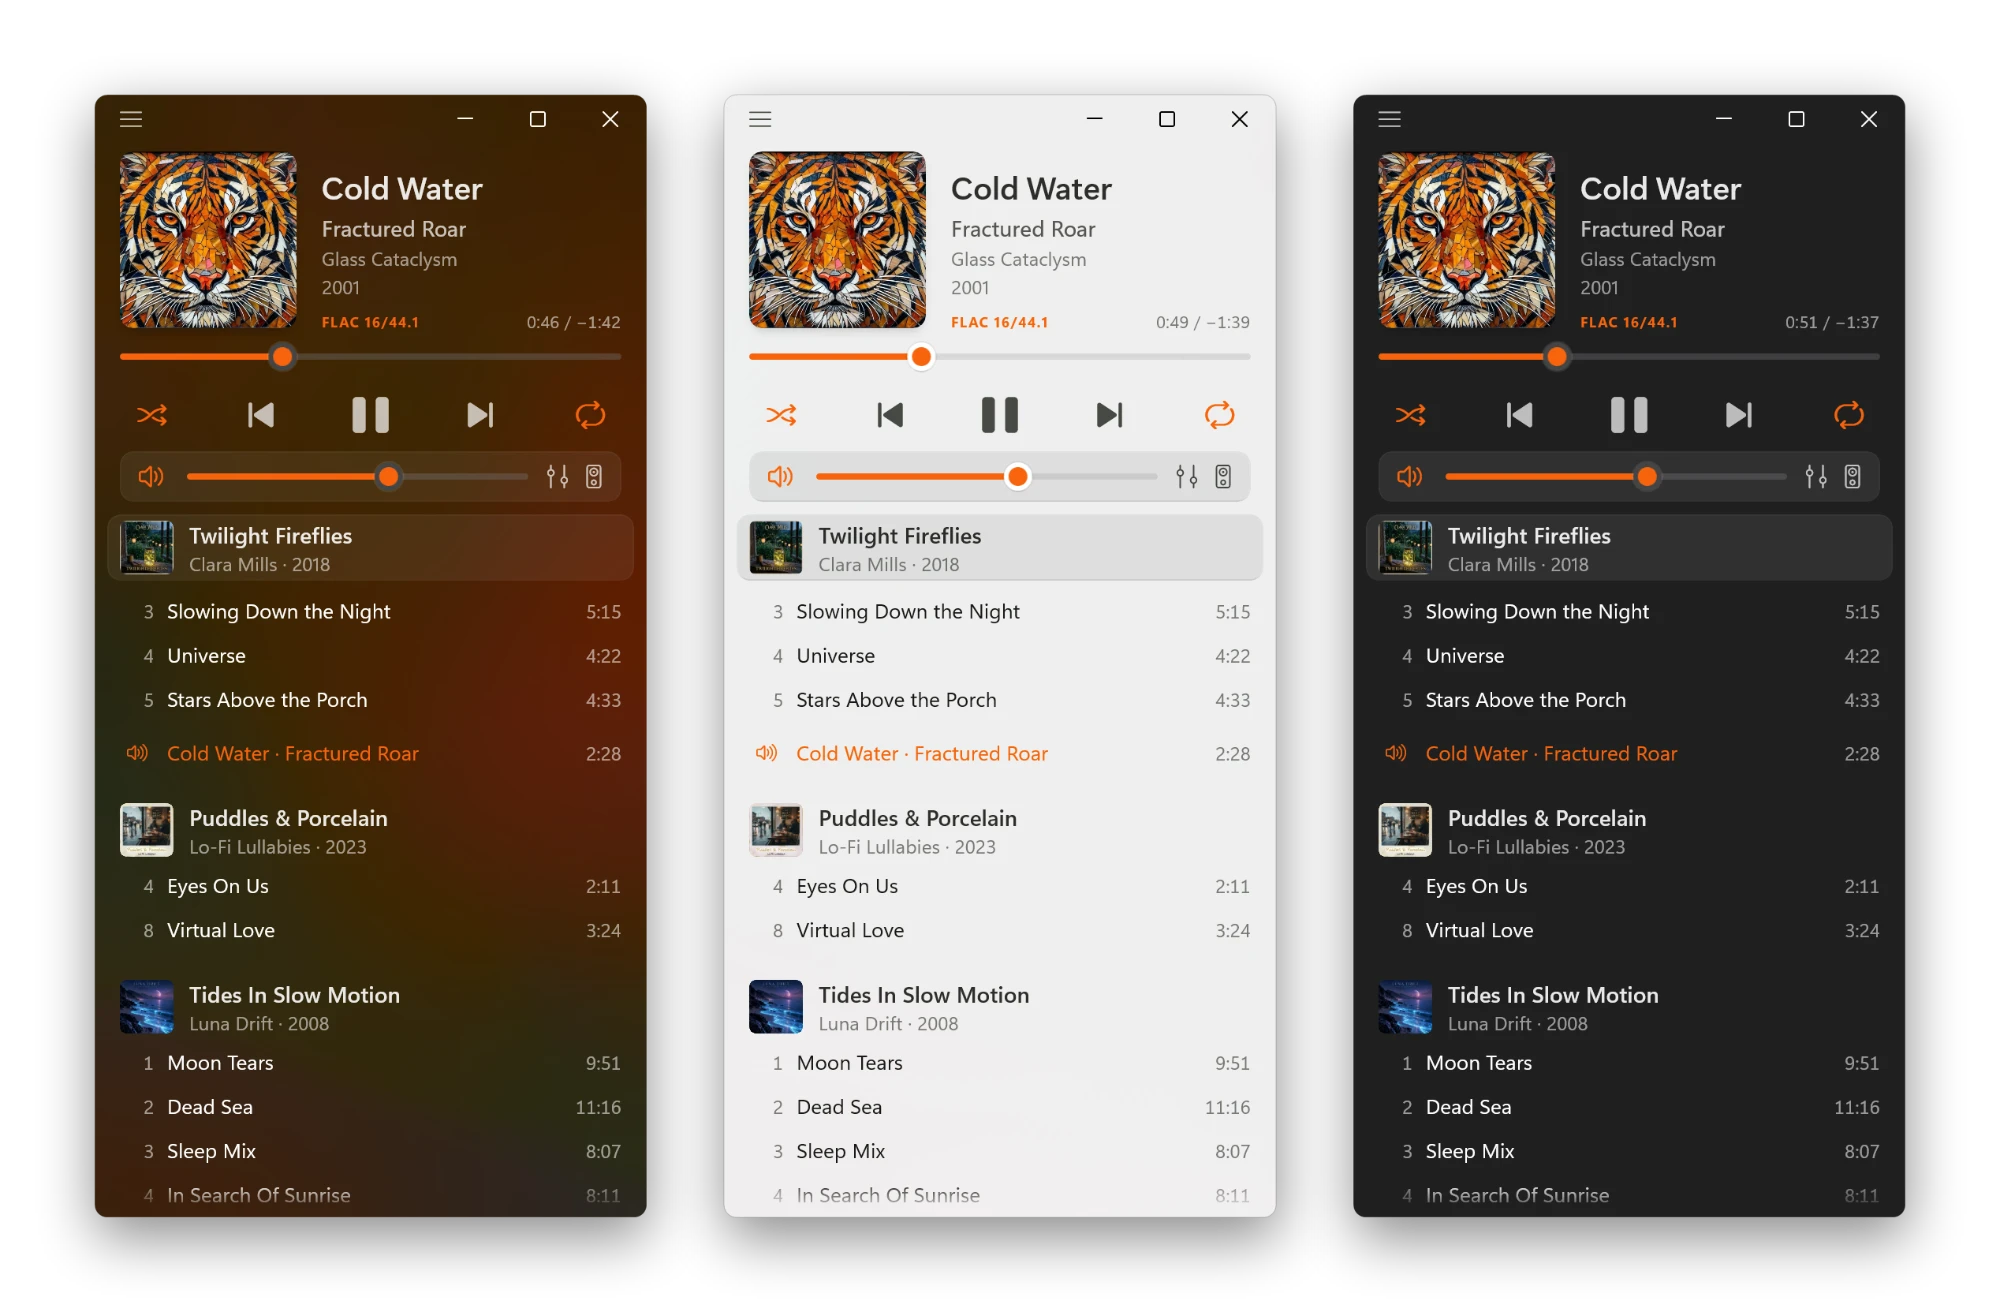 Cold Water
Fractured Roar
Glass Cataclysm
2001
FLAC 16/44.1 0:46 / −1:42
Twilight Fireflies
Clara Mills · 2018
3 Slowing Down the Night 5:15
4 Universe 4:22
5 Stars Above the Porch 4:33
Cold Water · Fractured Roar 2:28
Puddles & Porcelain
Lo-Fi Lullabies · 2023
4 Eyes On Us 2:11
8 Virtual Love 3:24
Tides In Slow Motion
Luna Drift · 2008
1 Moon Tears 9:51
2 Dead Sea 11:16
3 Sleep Mix 8:07
4 In Search Of Sunrise 8:11
Cold Water
Fractured Roar
Glass Cataclysm
2001
FLAC 16/44.1 0:49 / −1:39
Twilight Fireflies
Clara Mills · 2018
3 Slowing Down the Night 5:15
4 Universe 4:22
5 Stars Above the Porch 4:33
Cold Water · Fractured Roar 2:28
Puddles & Porcelain
Lo-Fi Lullabies · 2023
4 Eyes On Us 2:11
8 Virtual Love 3:24
Tides In Slow Motion
Luna Drift · 2008
1 Moon Tears 9:51
2 Dead Sea 11:16
3 Sleep Mix 8:07
4 In Search Of Sunrise 8:11
Cold Water
Fractured Roar
Glass Cataclysm
2001
FLAC 16/44.1 0:51 / −1:37
Twilight Fireflies
Clara Mills · 2018
3 Slowing Down the Night 5:15
4 Universe 4:22
5 Stars Above the Porch 4:33
Cold Water · Fractured Roar 2:28
Puddles & Porcelain
Lo-Fi Lullabies · 2023
4 Eyes On Us 2:11
8 Virtual Love 3:24
Tides In Slow Motion
Luna Drift · 2008
1 Moon Tears 9:51
2 Dead Sea 11:16
3 Sleep Mix 8:07
4 In Search Of Sunrise 8:11